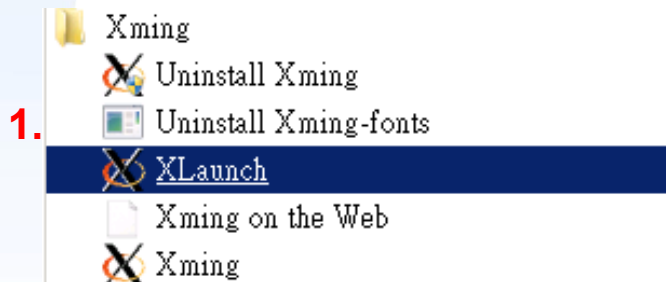 Xming
Uninstall Xming
1.
Uninstall Xming-fonts
XLaunch
Xming on the Web
Xming